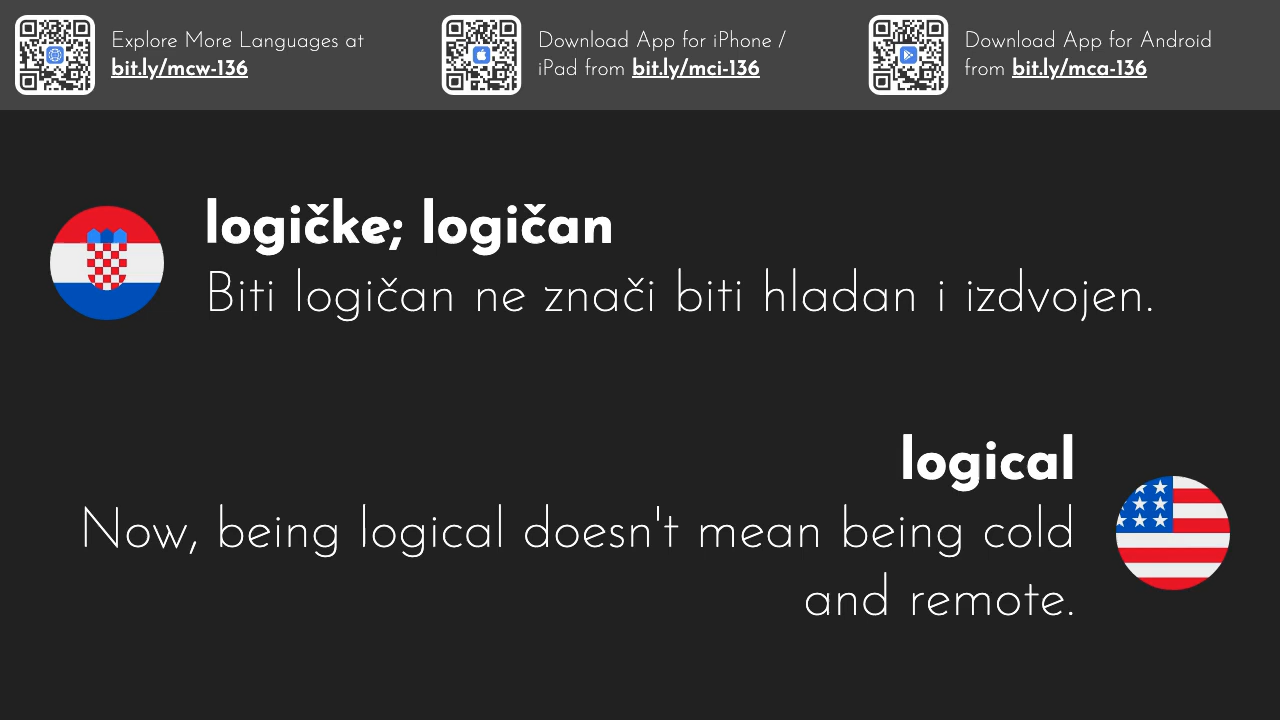 Explore More Languages at
bit.ly/mcw-136
Download App for iPhone /
iPad from bit.ly/mci-136
Download App for Android
from bit.ly/mca-136
logičke; logičan
Biti logičan ne znači biti hladan i izdvojen.
logical
Now, being logical doesn't mean being cold
and remote.